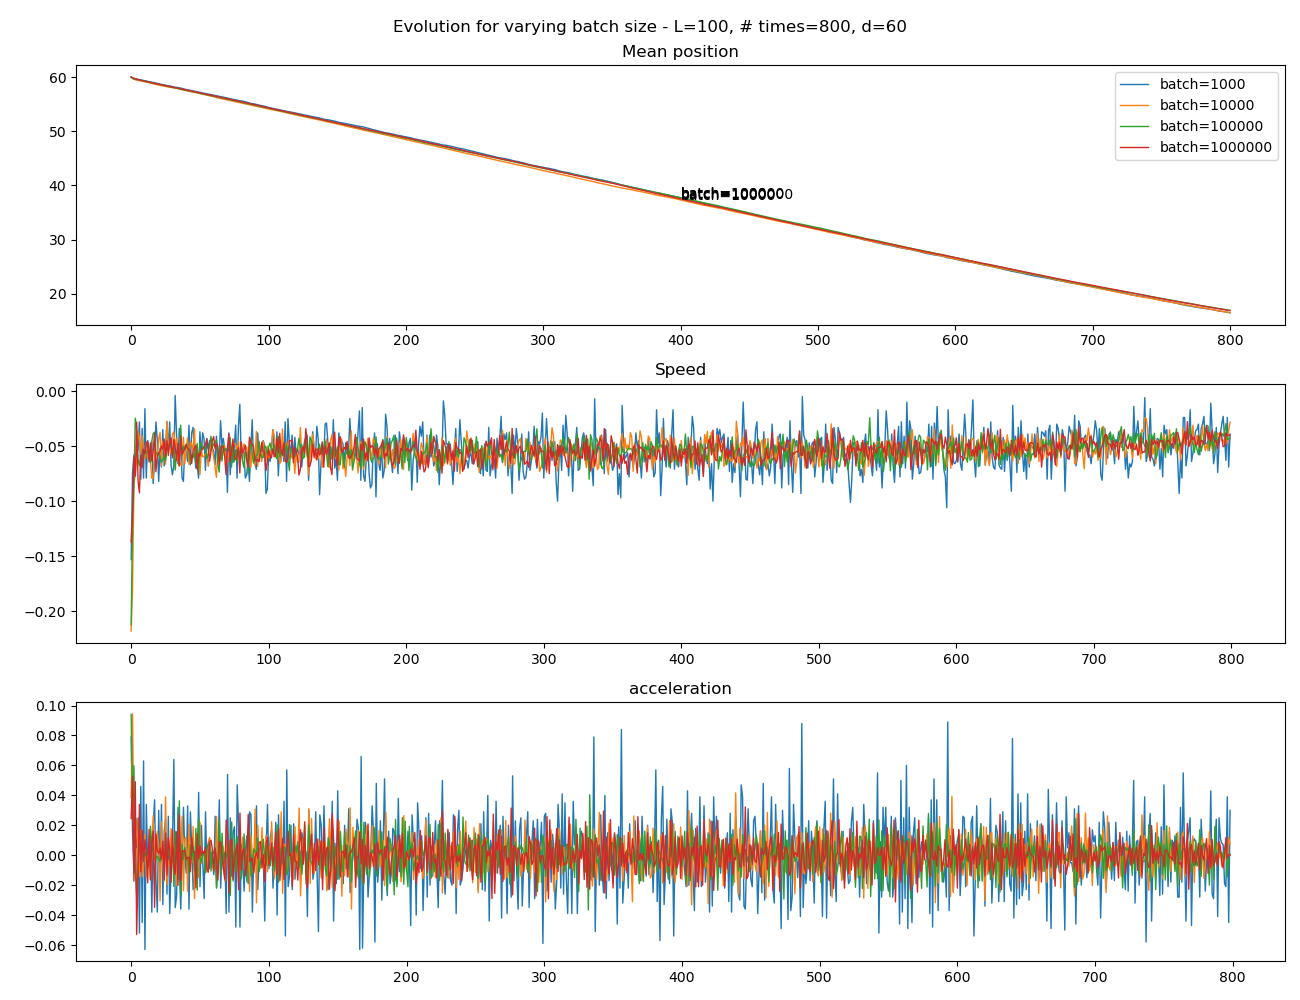 Evolution for varying batch size - L=100, # times=800, d=60
Mean position
60
50
40
30
20
batch=1000
batch=10000
batch=100000
batch=1000000
batch=1000000
0 100 200 300 400 500 600 700 800
Speed
0.00
−0.05
−0.10
−0.15
−0.20
0 100 200 300 400 500 600 700 800
acceleration
0.10
0.08
0.06
0.04
0.02
0.00
−0.02
−0.04
−0.06
0 100 200 300 400 500 600 700 800